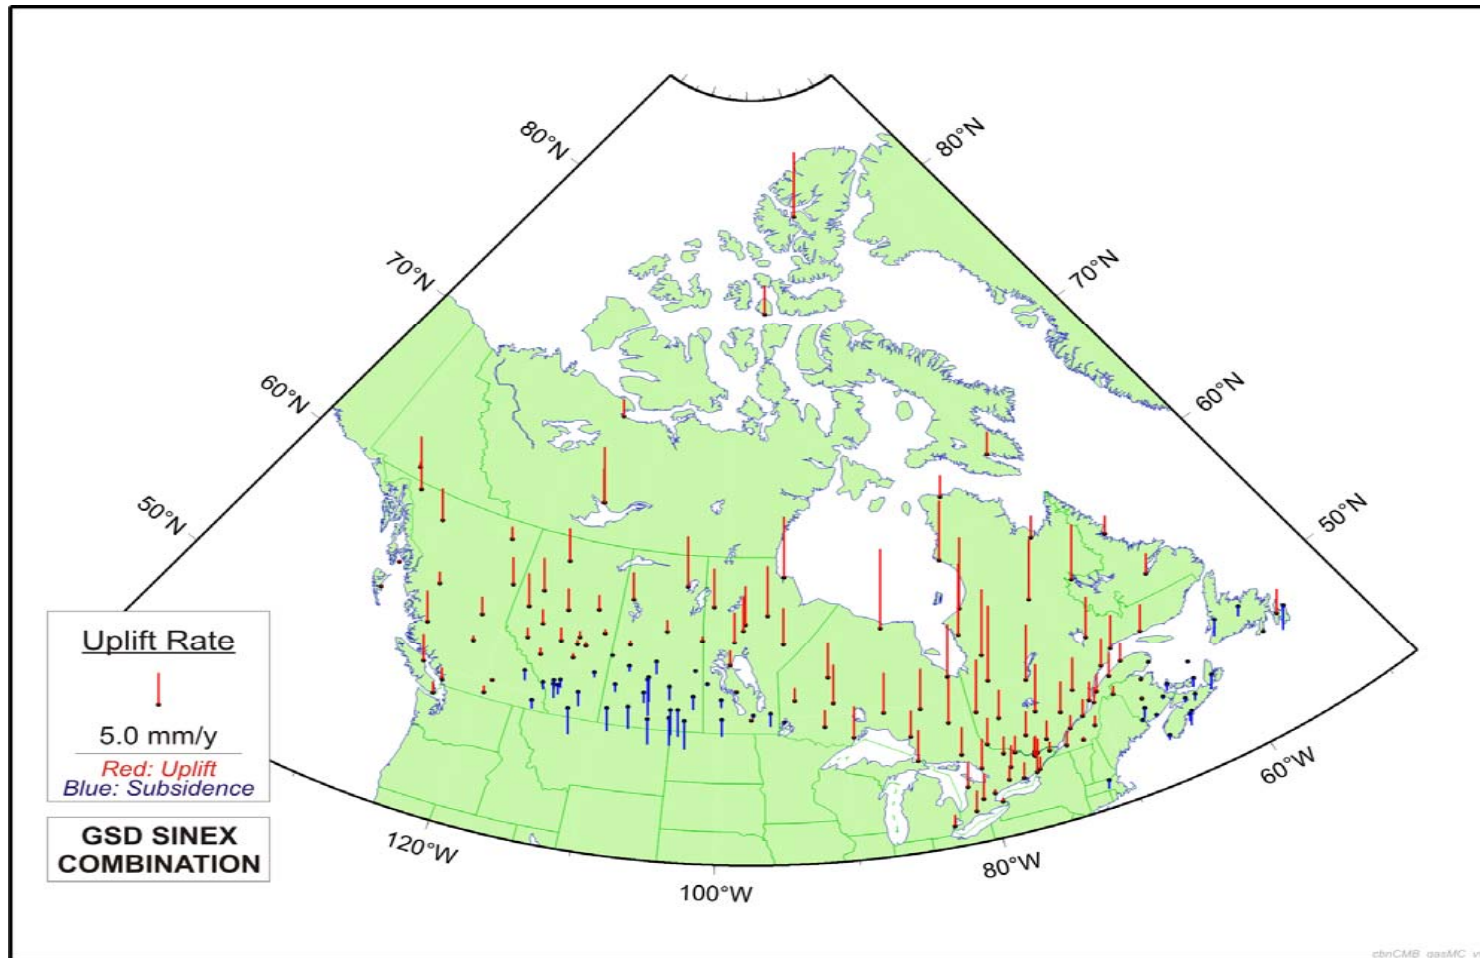 80°N
80°N
70°N
70°N
60°N
60°N
50°N
50°N
Uplift Rate
5.0 mm/y
Red: Uplift
Blue: Subsidence
GSD SINEX
COMBINATION
120°W
100°W
80°W
60°W